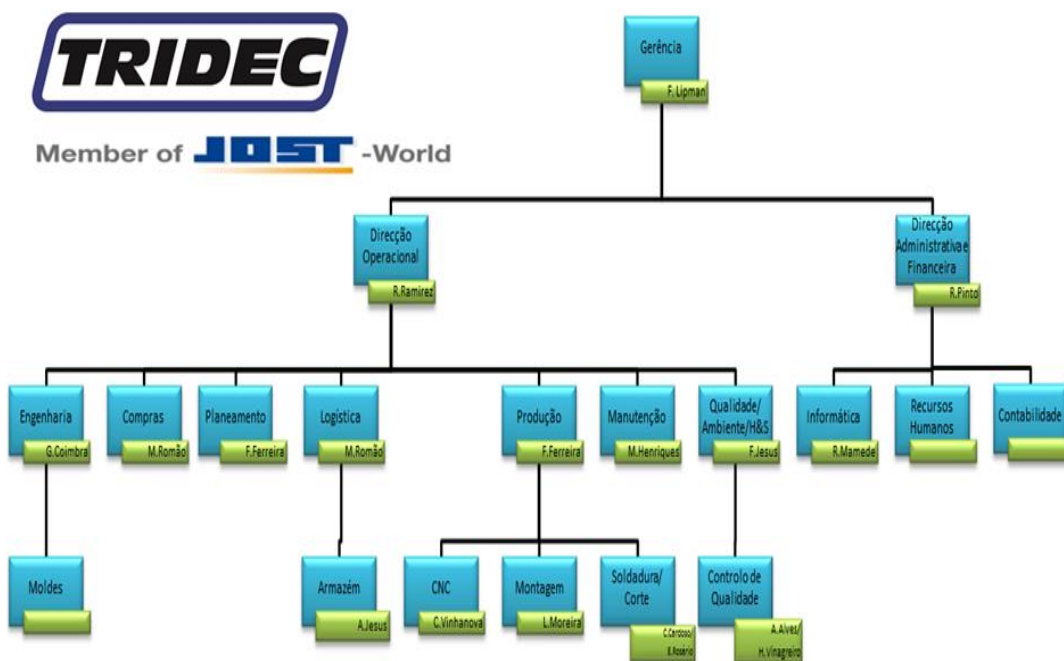 TRIDEC
Member of JOST -World
Gerência
F. Lipman
Direcção
Operacional
R.Ramirez
Direcção
Administrativa e
Financeira
R.Pinto
Engenharia
G.Coimbra
Compras
M.Romão
Planeamento
F.Ferreira
Logística
M.Romão
Produção
F.Ferreira
Manutenção
M.Henriques
Qualidade/
Ambiente/H&S
F.Jesus
Informática
R.Mamede
Recursos
Humanos
Contabilidade
Moldes
Armazém
A.Jesus
CNC
C.Vinhanova
Montagem
L.Moreira
Soldadura/
Corte
C.Cardoso/
B.Rosário
Controlo de
Qualidade
A.Alves/
H.Vinagreiro